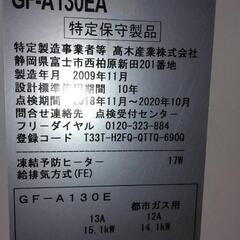 GF-A130EA
特定保守製品
特定製造事業者等 髙木産業株式会社
静岡県富士市西柏原新田201番地
製造年月 2009年11月
設計標準使用期間 10年
点検期間 2018年11月～2020年10月
問合せ連絡先 点検受付センター
フリーダイヤル 0120-323-884
登録コード T33T-H2FQ-QTTQ-690Q
凍結予防ヒーター 17W
給排気方式(FE)
GF-A130E 都市ガス用
13A 12A
15.1kW 14.1kW